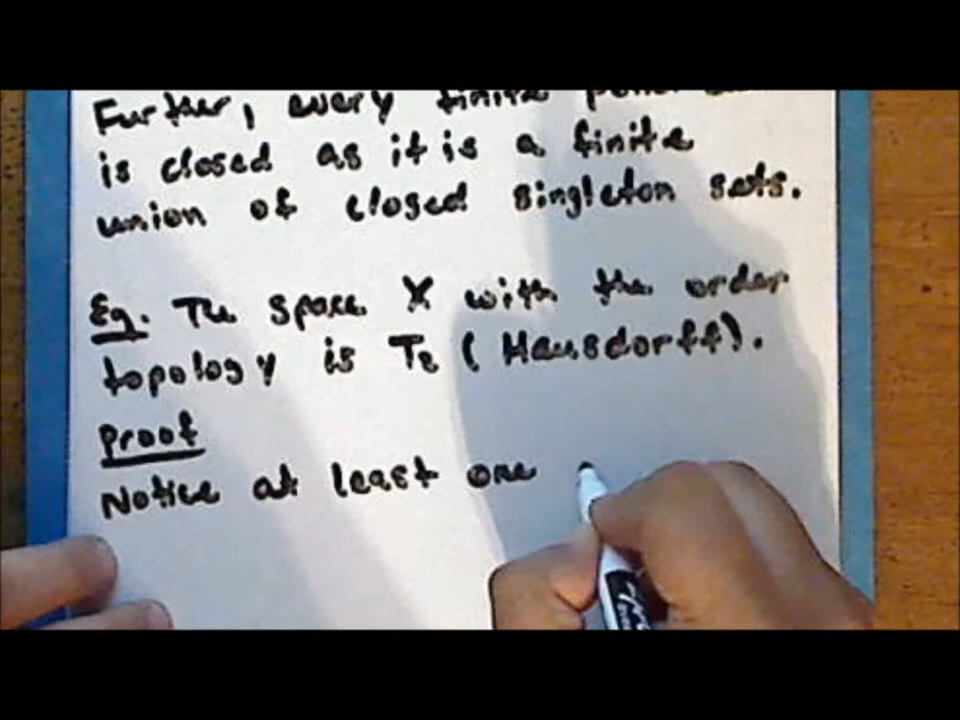 Further, every finite
is closed as it is a finite
union of closed singleton sets.
Eg. The space X with the order
topology is T2 (Hausdorff).
Proof
Notice at least one